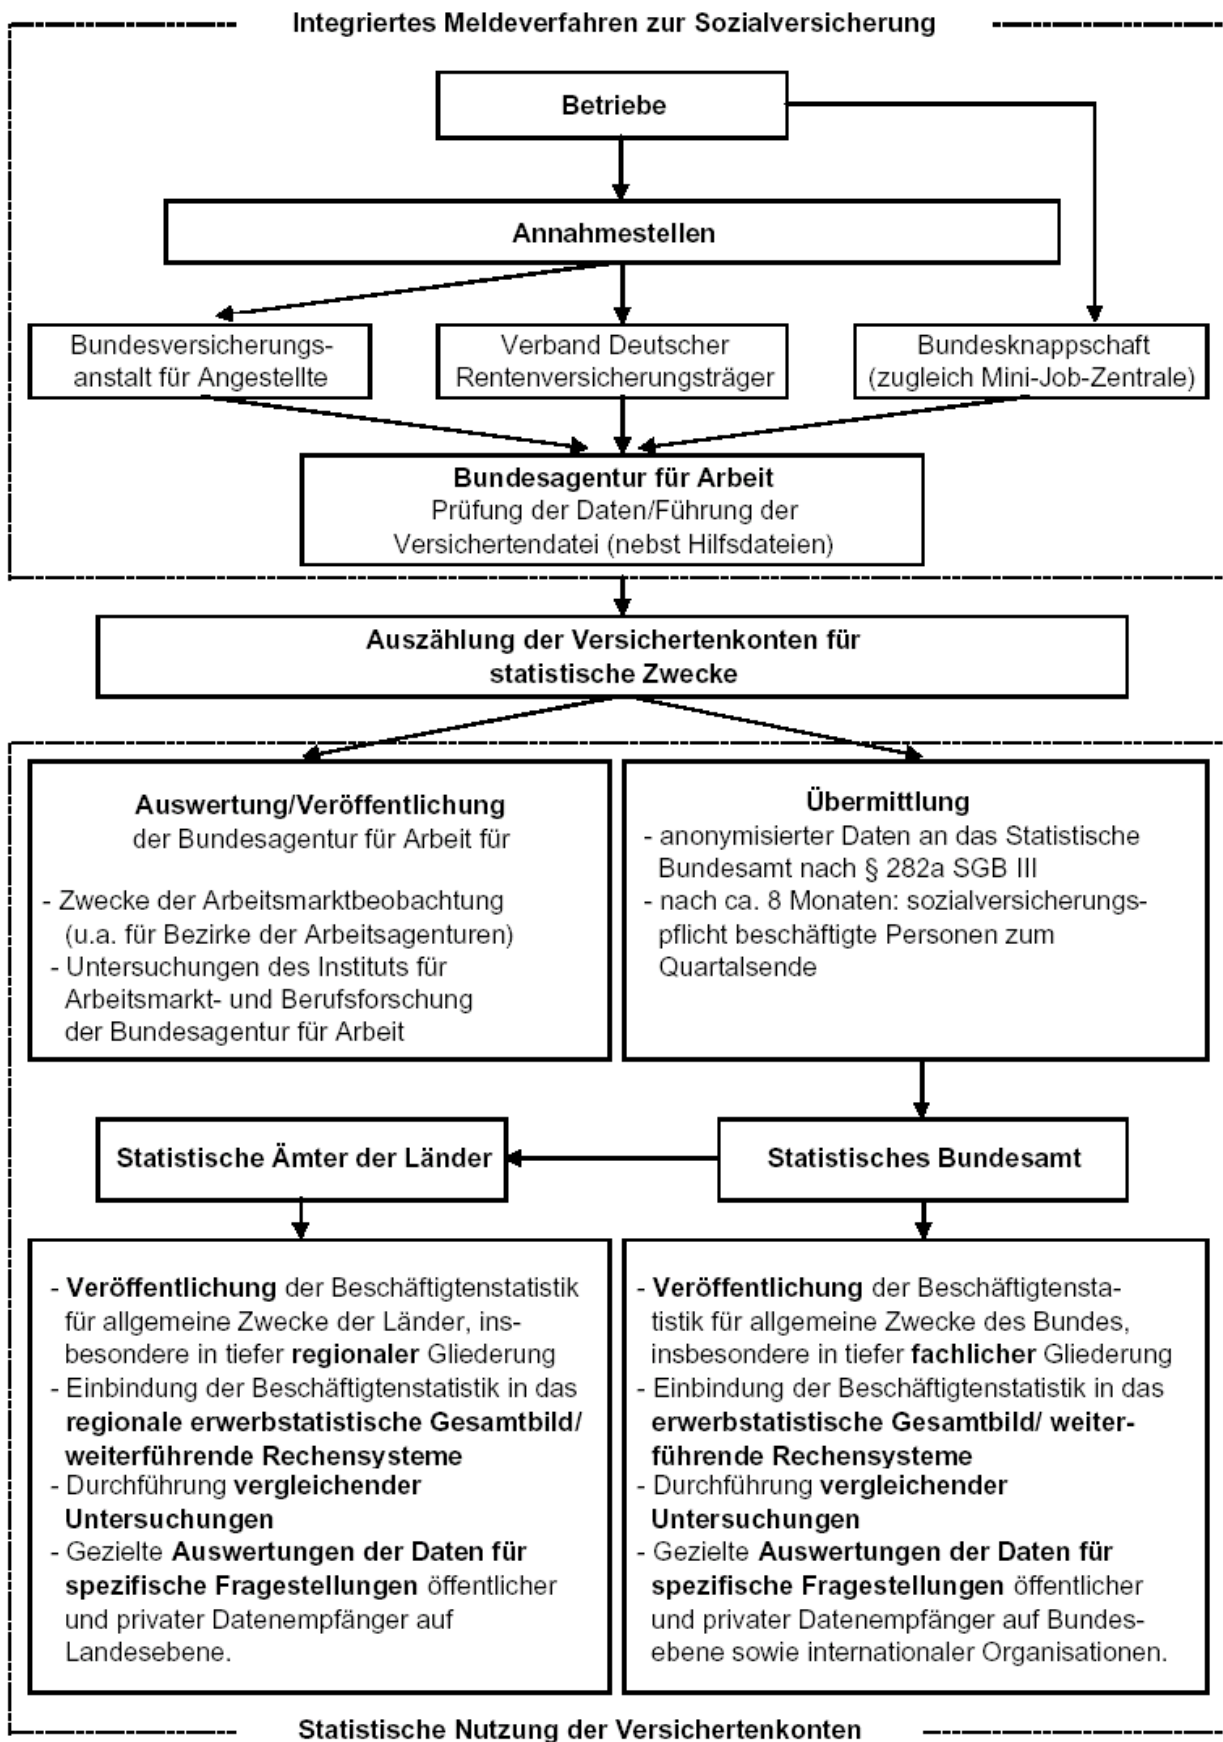 Integriertes Meldeverfahren zur Sozialversicherung
Betriebe
Annahmestellen
Bundesversicherungs-
anstalt für Angestellte
Verband Deutscher
Rentenversicherungsträger
Bundesknappschaft
(zugleich Mini-Job-Zentrale)
Bundesagentur für Arbeit
Prüfung der Daten/Führung der
Versichertendatei (nebst Hilfsdateien)
Auszählung der Versichertenkonten für
statistische Zwecke
Auswertung/Veröffentlichung
der Bundesagentur für Arbeit für
- Zwecke der Arbeitsmarktbeobachtung
(u.a. für Bezirke der Arbeitsagenturen)
- Untersuchungen des Instituts für
Arbeitsmarkt- und Berufsforschung
der Bundesagentur für Arbeit
Übermittlung
- anonymisierter Daten an das Statistische
Bundesamt nach § 282a SGB III
- nach ca. 8 Monaten: sozialversicherungs-
pflicht beschäftigte Personen zum
Quartalsende
Statistische Ämter der Länder
Statistisches Bundesamt
- Veröffentlichung der Beschäftigtenstatistik
für allgemeine Zwecke der Länder, ins-
besondere in tiefer regionaler Gliederung
- Einbindung der Beschäftigtenstatistik in das
regionale erwerbstatistische Gesamtbild/
weiterführende Rechensysteme
- Durchführung vergleichender
Untersuchungen
- Gezielte Auswertungen der Daten für
spezifische Fragestellungen öffentlicher
und privater Datenempfänger auf
Landesebene.
- Veröffentlichung der Beschäftigtensta-
tistik für allgemeine Zwecke des Bundes,
insbesondere in tiefer fachlicher Gliederung
- Einbindung der Beschäftigtenstatistik in das
erwerbstatistische Gesamtbild/ weiter-
führende Rechensysteme
- Durchführung vergleichender
Untersuchungen
- Gezielte Auswertungen der Daten für
spezifische Fragestellungen öffentlicher
und privater Datenempfänger auf Bundes-
ebene sowie internationaler Organisationen.
Statistische Nutzung der Versichertenkonten